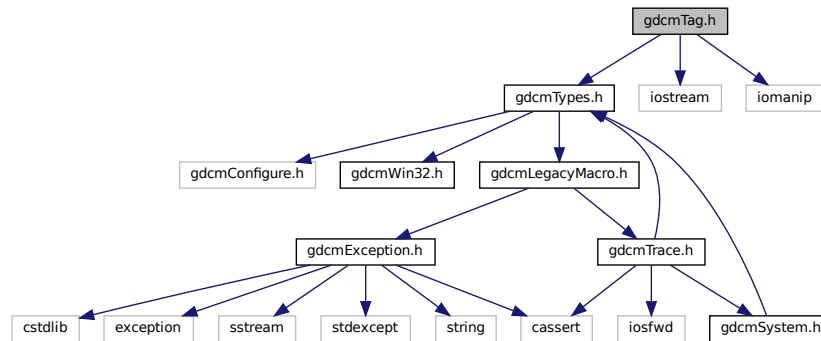 gdcmTag.h
gdcmTypes.h
iostream
iomanip
gdcmConfigure.h
gdcmWin32.h
gdcmLegacyMacro.h
gdcmException.h
gdcmTrace.h
cstdlib
exception
sstream
stdexcept
string
cassert
iosfwd
gdcmSystem.h